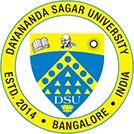 DAYANANDA SAGAR UNIVERSITY
ESTD. 2014 • BANGALORE • INDIA
DSU